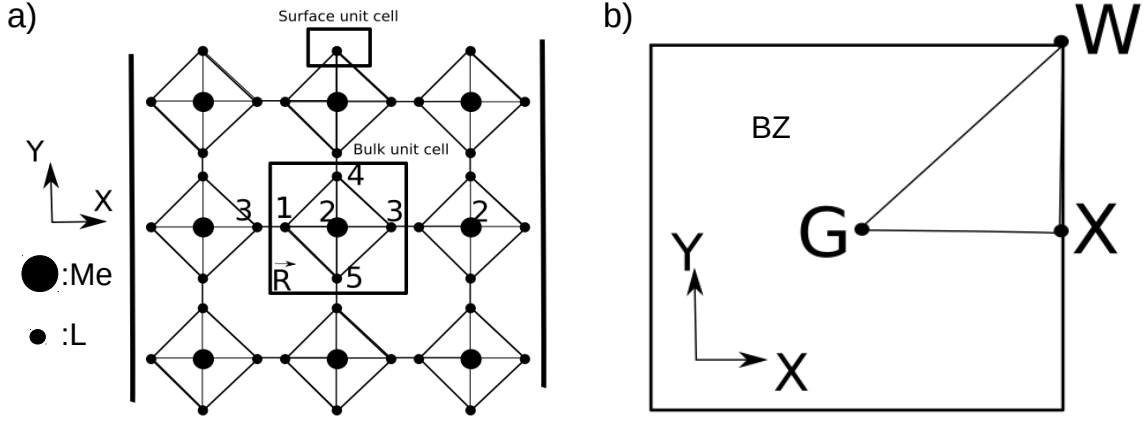 a)
Surface unit cell
Bulk unit cell
4
Y
X
3
1
2
3
2
R
5
:Me
:L
b)
W
BZ
G
X
Y
X